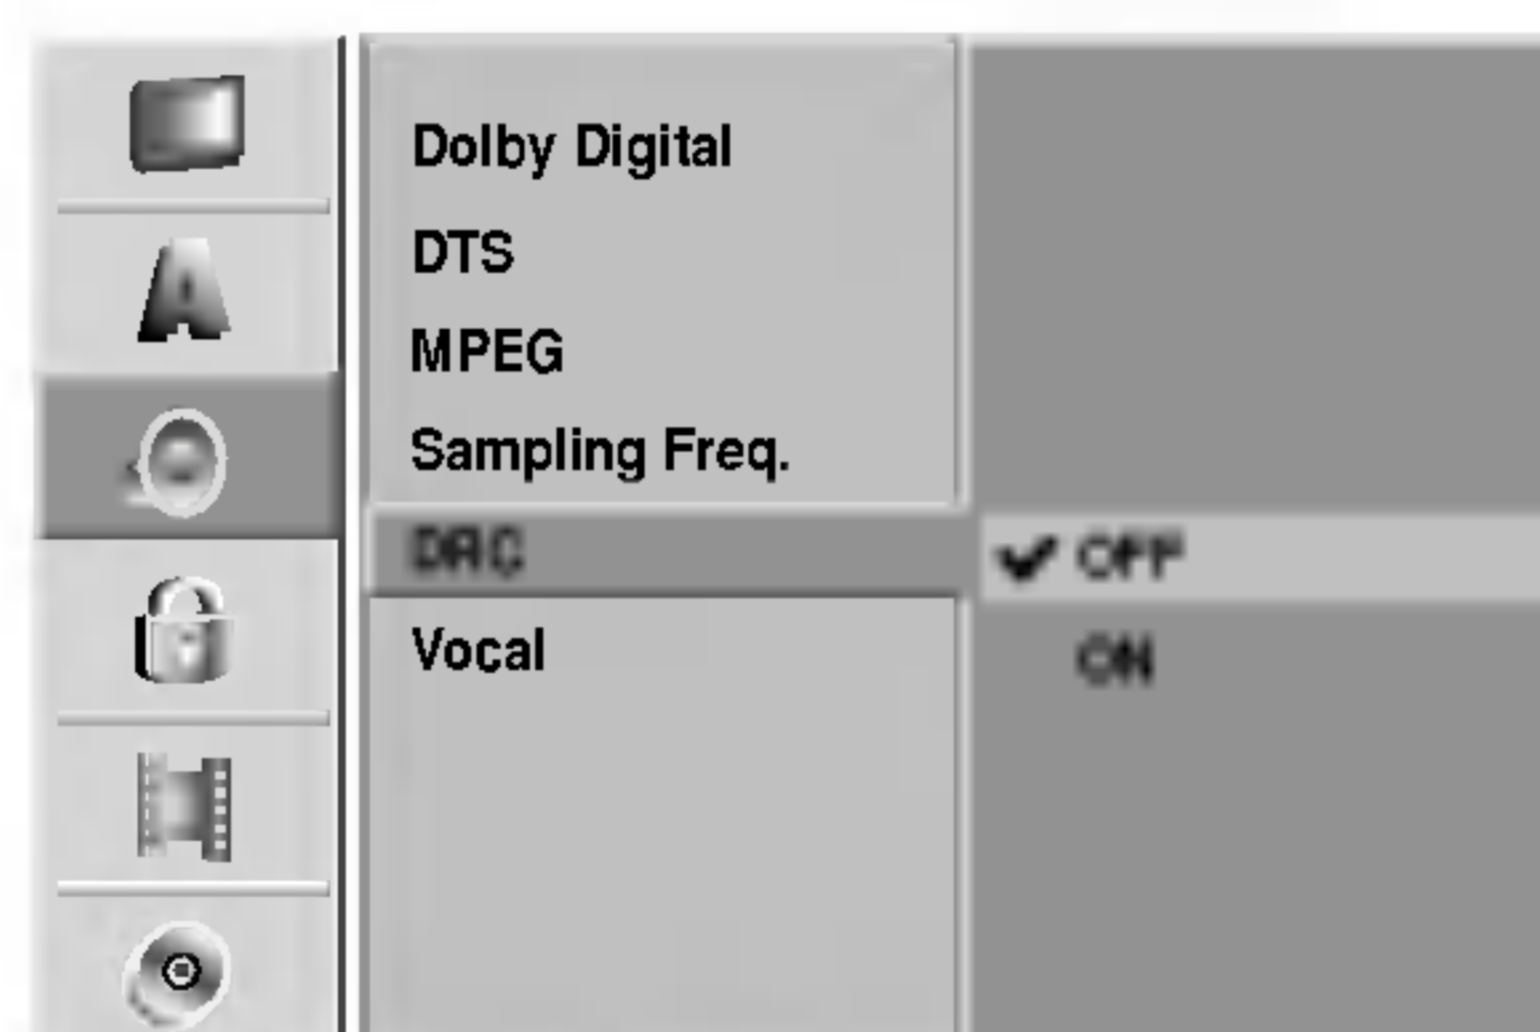 Dolby Digital
DTS
MPEG
Sampling Freq.
DRC
OFF
ON
Vocal